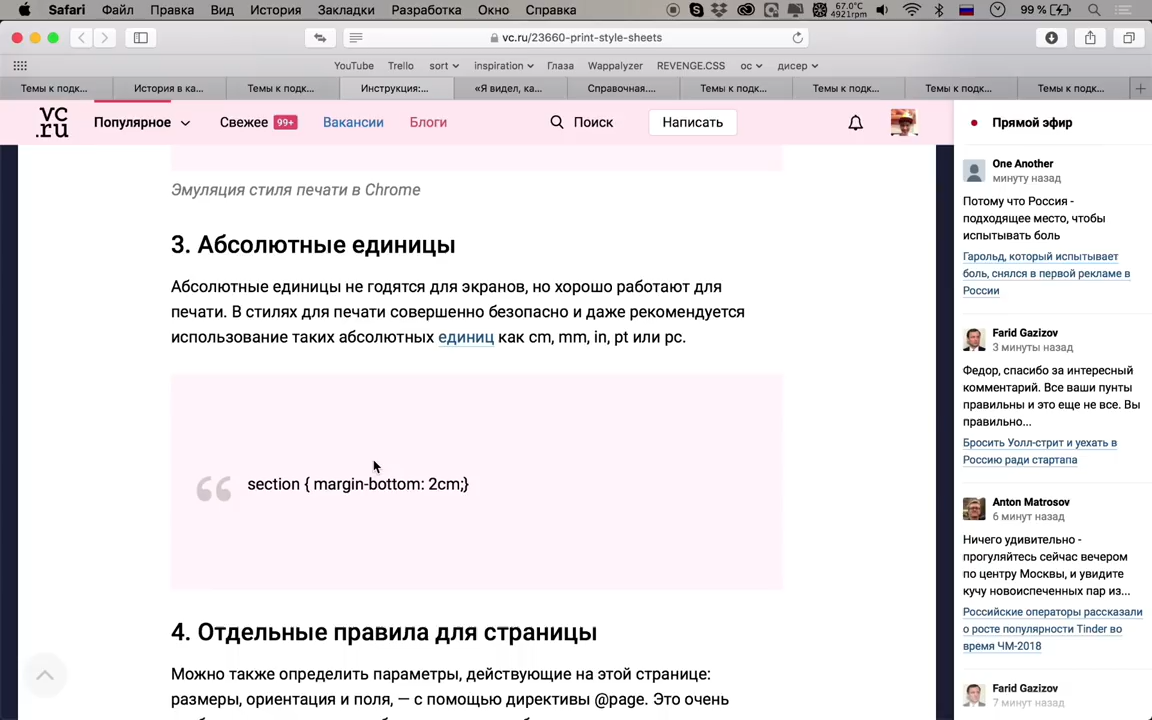 Safari Файл Правка Вид История Закладки Разработка Окно Справка
67.0°C
4921rpm
99 %
vc.ru/23660-print-style-sheets
YouTube Trello sort inspiration Глаза Wappalyzer REVENGE.CSS ос дисер
Темы к подк... История в ка... Темы к подк... Инструкция:... «Я видел, ка... Справочная.... Темы к подк... Темы к подк... Темы к подк... Темы к подк...
vc
.ru
Популярное Свежее 99+ Вакансии Блоги Поиск Написать
Эмуляция стиля печати в Chrome
3. Абсолютные единицы
Абсолютные единицы не годятся для экранов, но хорошо работают для
печати. В стилях для печати совершенно безопасно и даже рекомендуется
использование таких абсолютных единиц как cm, mm, in, pt или pc.
section { margin-bottom: 2cm;}
4. Отдельные правила для страницы
Можно также определить параметры, действующие на этой странице:
размеры, ориентация и поля, — с помощью директивы @page. Это очень
Прямой эфир
One Another
минуту назад
Потому что Россия -
подходящее место, чтобы
испытывать боль
Гарольд, который испытывает
боль, снялся в первой рекламе в
России
Farid Gazizov
3 минуты назад
Федор, спасибо за интересный
комментарий. Все ваши пунты
правильны и это еще не все. Вы
правильно...
Бросить Уолл-стрит и уехать в
Россию ради стартапа
Anton Matrosov
6 минут назад
Ничего удивительно -
прогуляйтесь сейчас вечером
по центру Москвы, и увидите
кучу новоиспеченных пар из...
Российские операторы рассказали
о росте популярности Tinder во
время ЧМ-2018
Farid Gazizov
7 минут назад